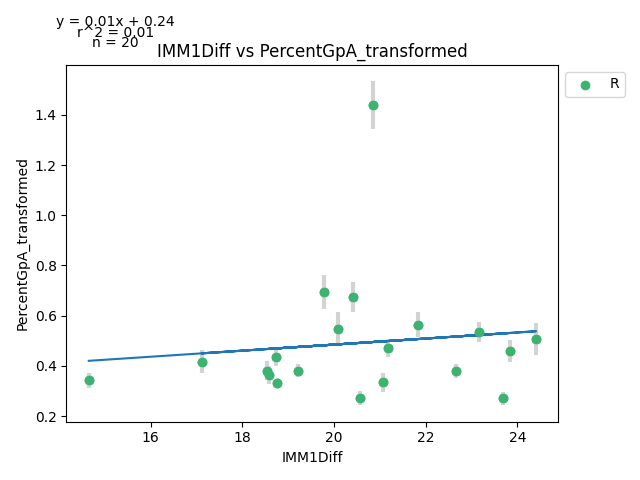 y = 0.01x + 0.24
r^2 = 0.01
n = 20
IMM1Diff vs PercentGpA_transformed
R
PercentGpA_transformed
1.4
1.2
1.0
0.8
0.6
0.4
0.2
16
18
20
22
24
IMM1Diff